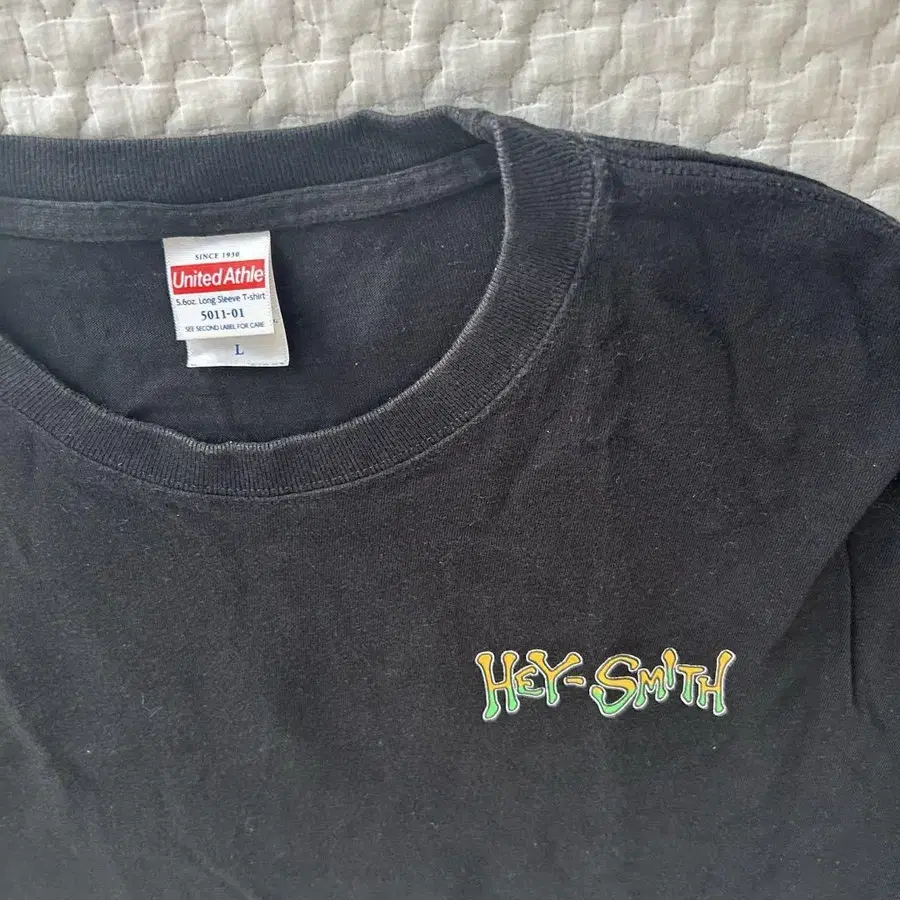 SINCE 1930
United Athle
5.6oz. Long Sleeve T-shirt
5011-01
SEE SECOND LABEL FOR CARE
L
HEY-SMITH